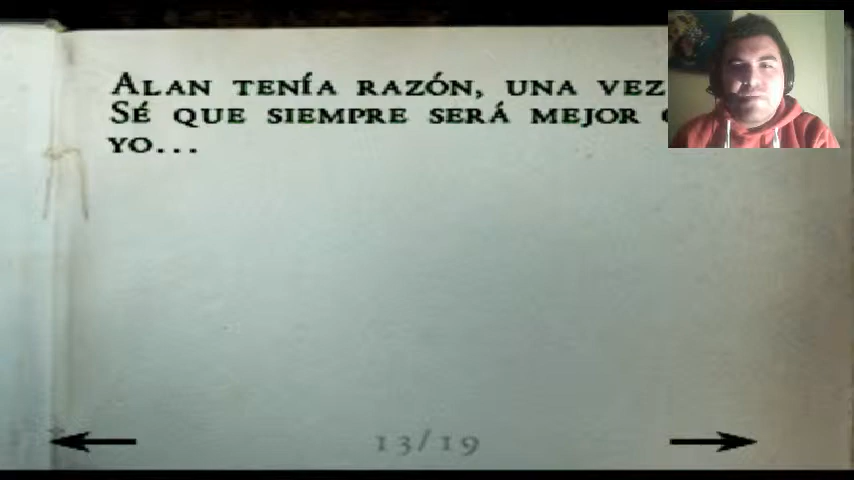 ALAN TENÍA RAZÓN, UNA VEZ
SÉ QUE SIEMPRE SERÁ MEJOR
YO...
13/19